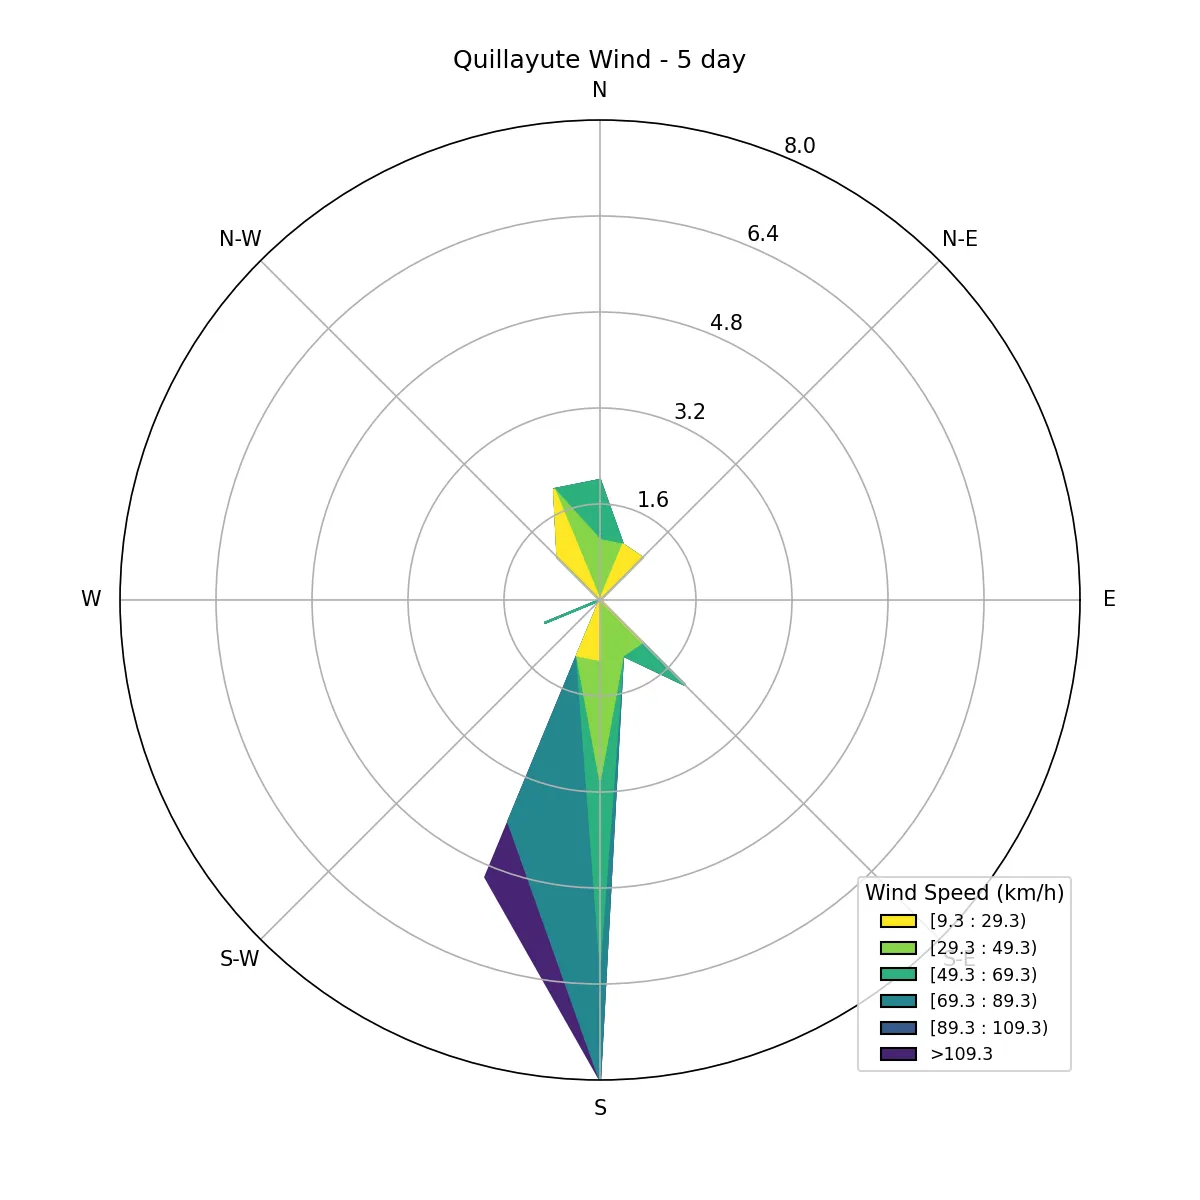 Quillayute Wind - 5 day
N
8.0
N-W
6.4
N-E
4.8
3.2
1.6
W
E
Wind Speed (km/h)
[9.3 : 29.3)
[29.3 : 49.3)
S-W
S-E
[49.3 : 69.3)
[69.3 : 89.3)
[89.3 : 109.3)
>109.3
S